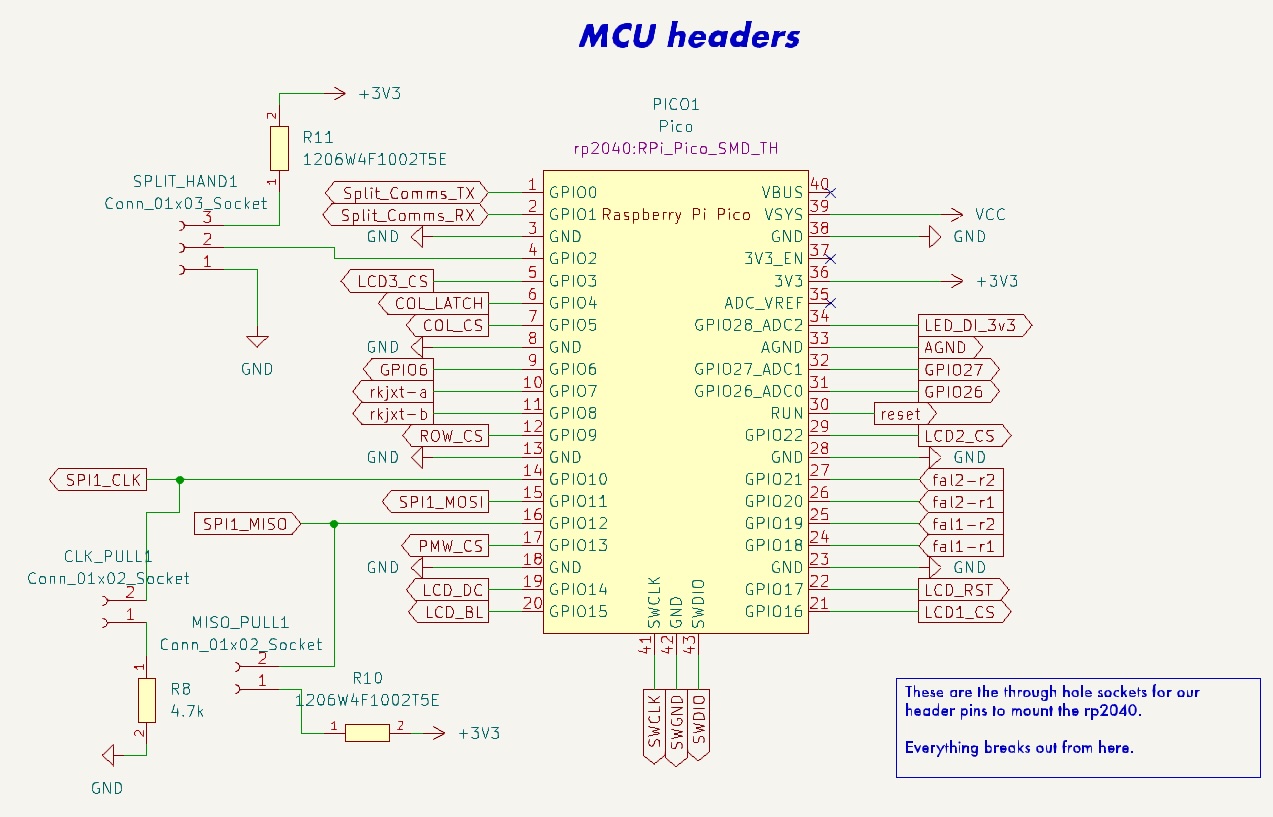 MCU headers
+3V3
PICO1
Pico
rp2040:RPi_Pico_SMD_TH
2
R11
1206W4F1002T5E
1
SPLIT_HAND1
Conn_01x03_Socket
3
2
1
GND
Split_Comms_TX 1 GPIO0
Split_Comms_RX 2 GPIO1
GND 3 GND
4 GPIO2
LCD3_CS 5 GPIO3
COL_LATCH 6 GPIO4
COL_CS 7 GPIO5
GND 8 GND
GPIO6 9 GPIO6
rkjxt-a 10 GPIO7
rkjxt-b 11 GPIO8
ROW_CS 12 GPIO9
GND 13 GND
SPI1_CLK 14 GPIO10
SPI1_MOSI 15 GPIO11
SPI1_MISO 16 GPIO12
PMW_CS 17 GPIO13
GND 18 GND
LCD_DC 19 GPIO14
LCD_BL 20 GPIO15
Raspberry Pi Pico
VBUS 40
VSYS 39 VCC
GND 38 GND
3V3_EN 37
3V3 36 +3V3
ADC_VREF 35
GPIO28_ADC2 34 LED_DI_3v3
AGND 33 AGND
GPIO27_ADC1 32 GPIO27
GPIO26_ADC0 31 GPIO26
RUN 30 reset
GPIO22 29 LCD2_CS
GND 28 GND
GPIO21 27 fal2-r2
GPIO20 26 fal2-r1
GPIO19 25 fal1-r2
GPIO18 24 fal1-r1
GND 23 GND
GPIO17 22 LCD_RST
GPIO16 21 LCD1_CS
SWCLK 41 SWCLK
GND 42 SWGND
SWDIO 43 SWDIO
CLK_PULL1
Conn_01x02_Socket
2
1
1
R8
4.7k
2
GND
MISO_PULL1
Conn_01x02_Socket
2
1
R10
1206W4F1002T5E
1 2 +3V3
These are the through hole sockets for our
header pins to mount the rp2040.
Everything breaks out from here.